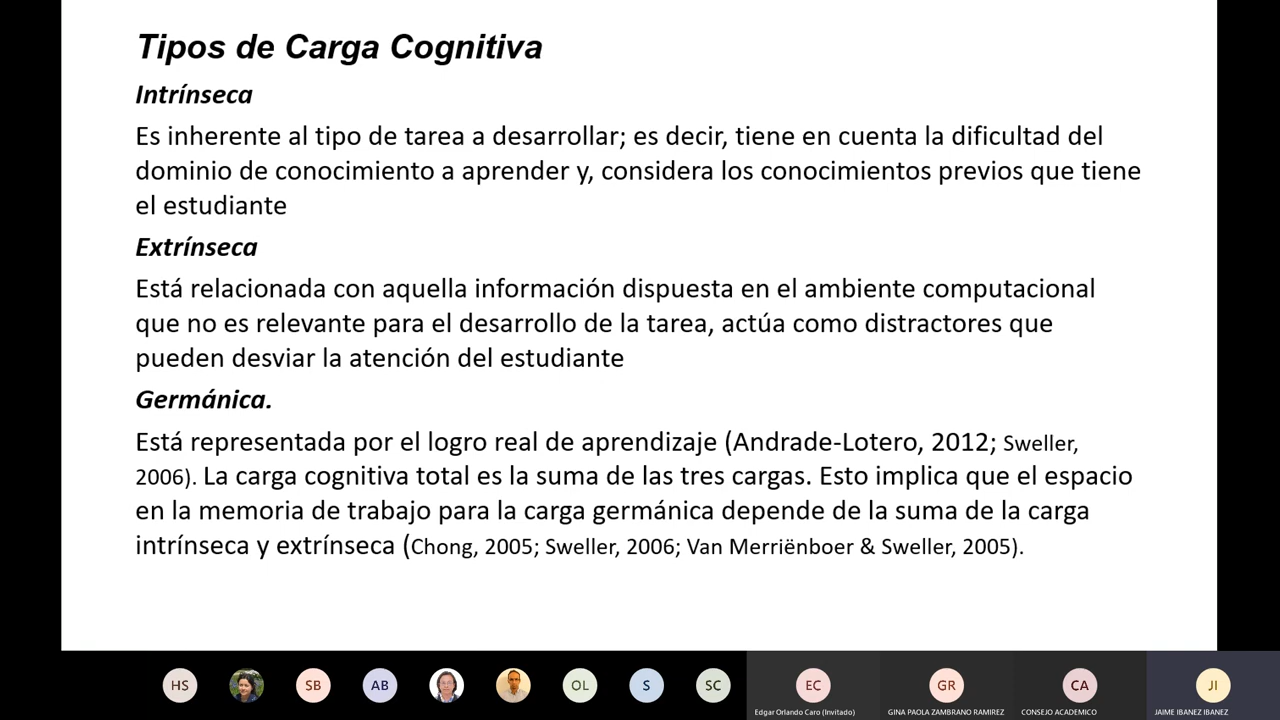 Tipos de Carga Cognitiva
Intrínseca
Es inherente al tipo de tarea a desarrollar; es decir, tiene en cuenta la dificultad del
dominio de conocimiento a aprender y, considera los conocimientos previos que tiene
el estudiante
Extrínseca
Está relacionada con aquella información dispuesta en el ambiente computacional
que no es relevante para el desarrollo de la tarea, actúa como distractores que
pueden desviar la atención del estudiante
Germánica.
Está representada por el logro real de aprendizaje (Andrade-Lotero, 2012; Sweller,
2006). La carga cognitiva total es la suma de las tres cargas. Esto implica que el espacio
en la memoria de trabajo para la carga germánica depende de la suma de la carga
intrínseca y extrínseca (Chong, 2005; Sweller, 2006; Van Merriënboer & Sweller, 2005).
HS SB AB OL S SC EC GR CA JI
Edgar Orlando Caro (Invitado) GINA PAOLA ZAMBRANO RAMIREZ CONSEJO ACADEMICO JAIME IBANEZ IBANEZ